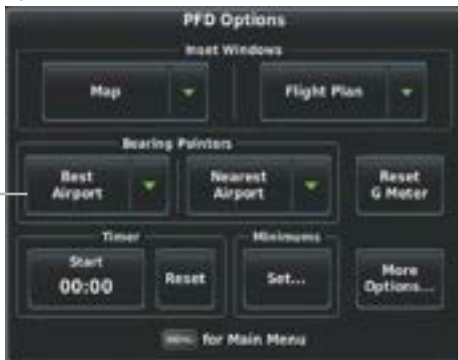 PFD Options
Inset Windows
Map
Flight Plan
Bearing Pointers
Best
Airport
Nearest
Airport
Reset
G Meter
Timer
Minimums
Start
00:00
Reset
Set...
More
Options...
MENU for Main Menu